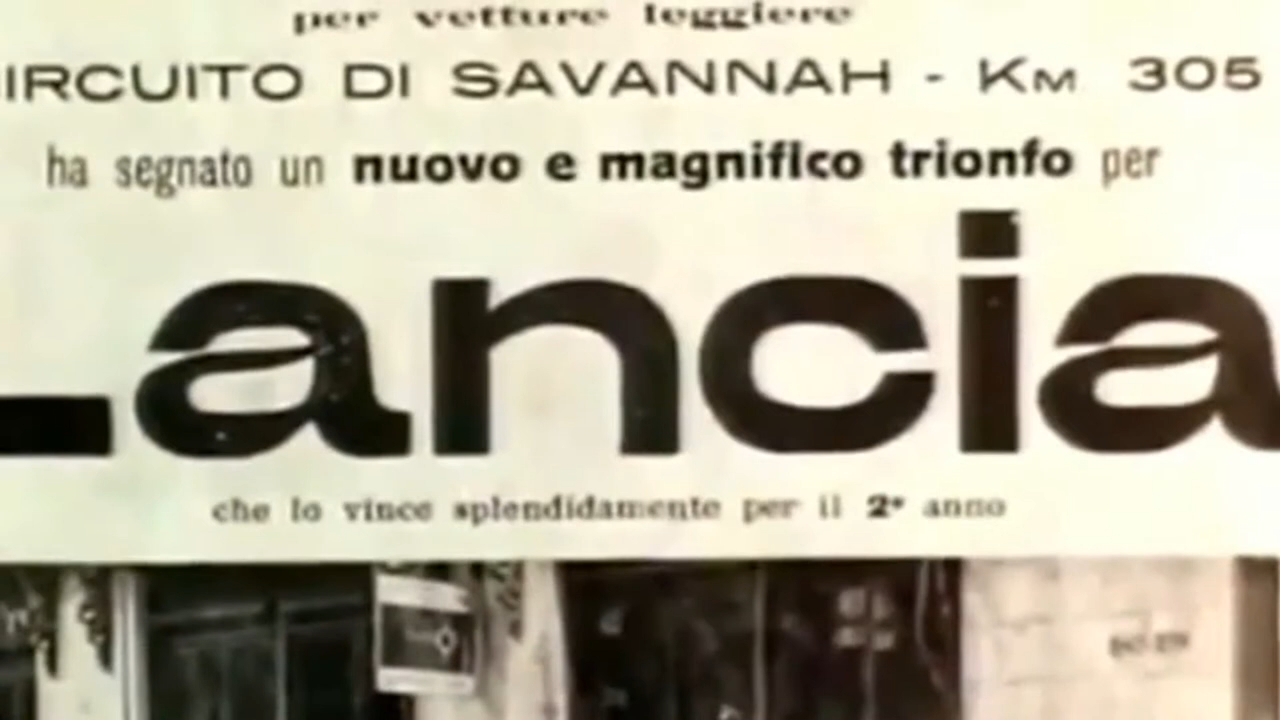 per vetture leggiere
IRCUITO DI SAVANNAH - KM 305
ha segnato un nuovo e magnifico trionfo per
Lancia
che lo vince splendidamente per il 2º anno